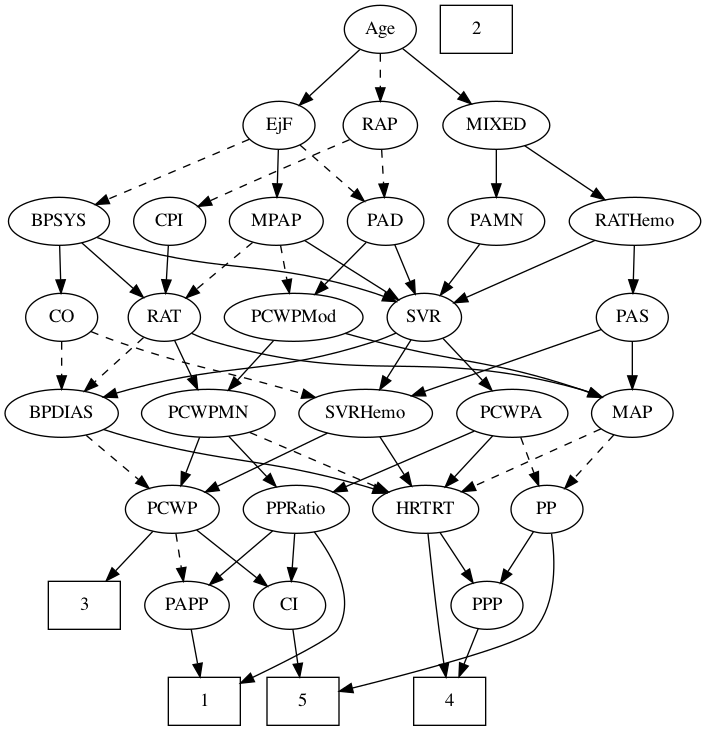 Age
2
EjF
RAP
MIXED
BPSYS
CPI
MPAP
PAD
PAMN
RATHemo
CO
RAT
PCWPMod
SVR
PAS
BPDIAS
PCWPMN
SVRHemo
PCWPA
MAP
PCWP
PPRatio
HRTRT
PP
3
PAPP
CI
PPP
1
5
4